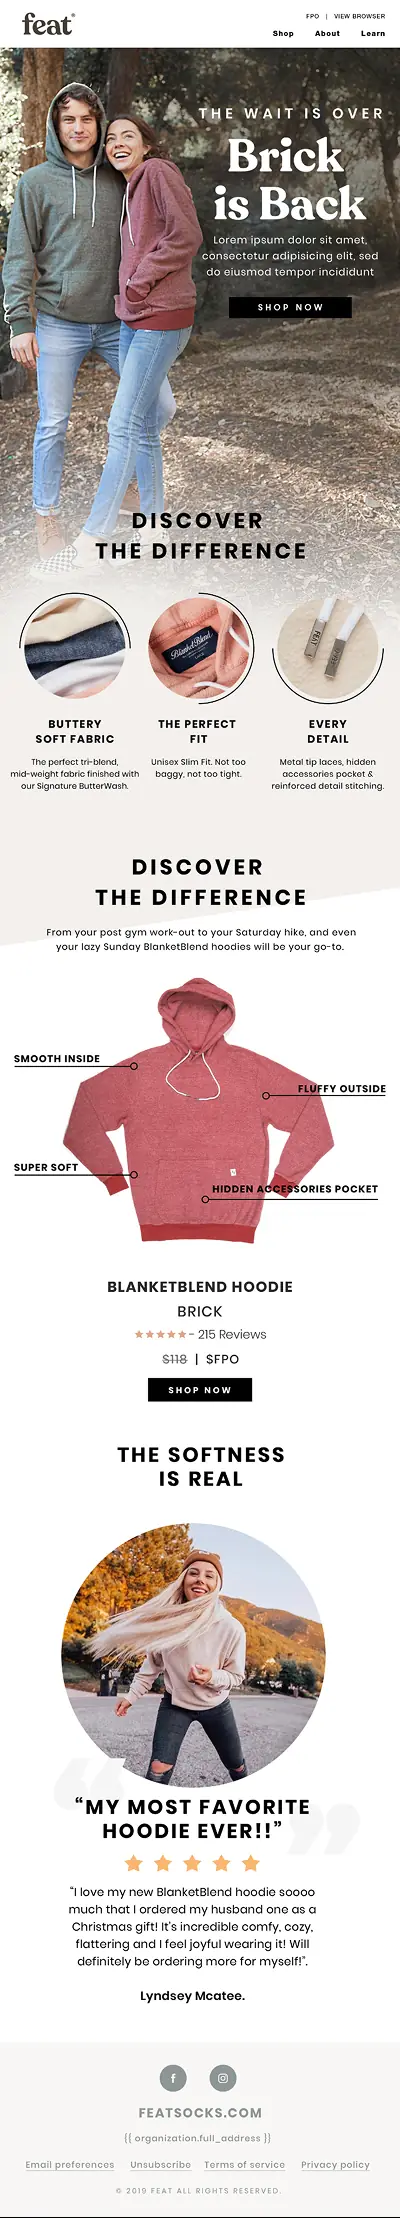 feat®
FPO | VIEW BROWSER
Shop About Learn
THE WAIT IS OVER
Brick
is Back
Lorem ipsum dolor sit amet,
consectetur adipisicing elit, sed
do eiusmod tempor incididunt
SHOP NOW
DISCOVER
THE DIFFERENCE
BlanketBlend
FEAT
BUTTERY
SOFT FABRIC
The perfect tri-blend,
mid-weight fabric finished with
our Signature ButterWash.
THE PERFECT
FIT
Unisex Slim Fit. Not too
baggy, not too tight.
EVERY
DETAIL
Metal tip laces, hidden
accessories pocket &
reinforced detail stitching.
DISCOVER
THE DIFFERENCE
From your post gym work-out to your Saturday hike, and even
your lazy Sunday BlanketBlend hoodies will be your go-to.
SMOOTH INSIDE
FLUFFY OUTSIDE
SUPER SOFT
HIDDEN ACCESSORIES POCKET
BLANKETBLEND HOODIE
BRICK
- 215 Reviews
$118 | $FPO
SHOP NOW
THE SOFTNESS
IS REAL
“MY MOST FAVORITE
HOODIE EVER!!”
“I love my new BlanketBlend hoodie soooo
much that I ordered my husband one as a
Christmas gift! It's incredible comfy, cozy,
flattering and I feel joyful wearing it! Will
definitely be ordering more for myself!”.
Lyndsey Mcatee.
FEATSOCKS.COM
{{ organization.full_address }}
Email preferences Unsubscribe Terms of service Privacy policy
© 2019 FEAT ALL RIGHTS RESERVED.